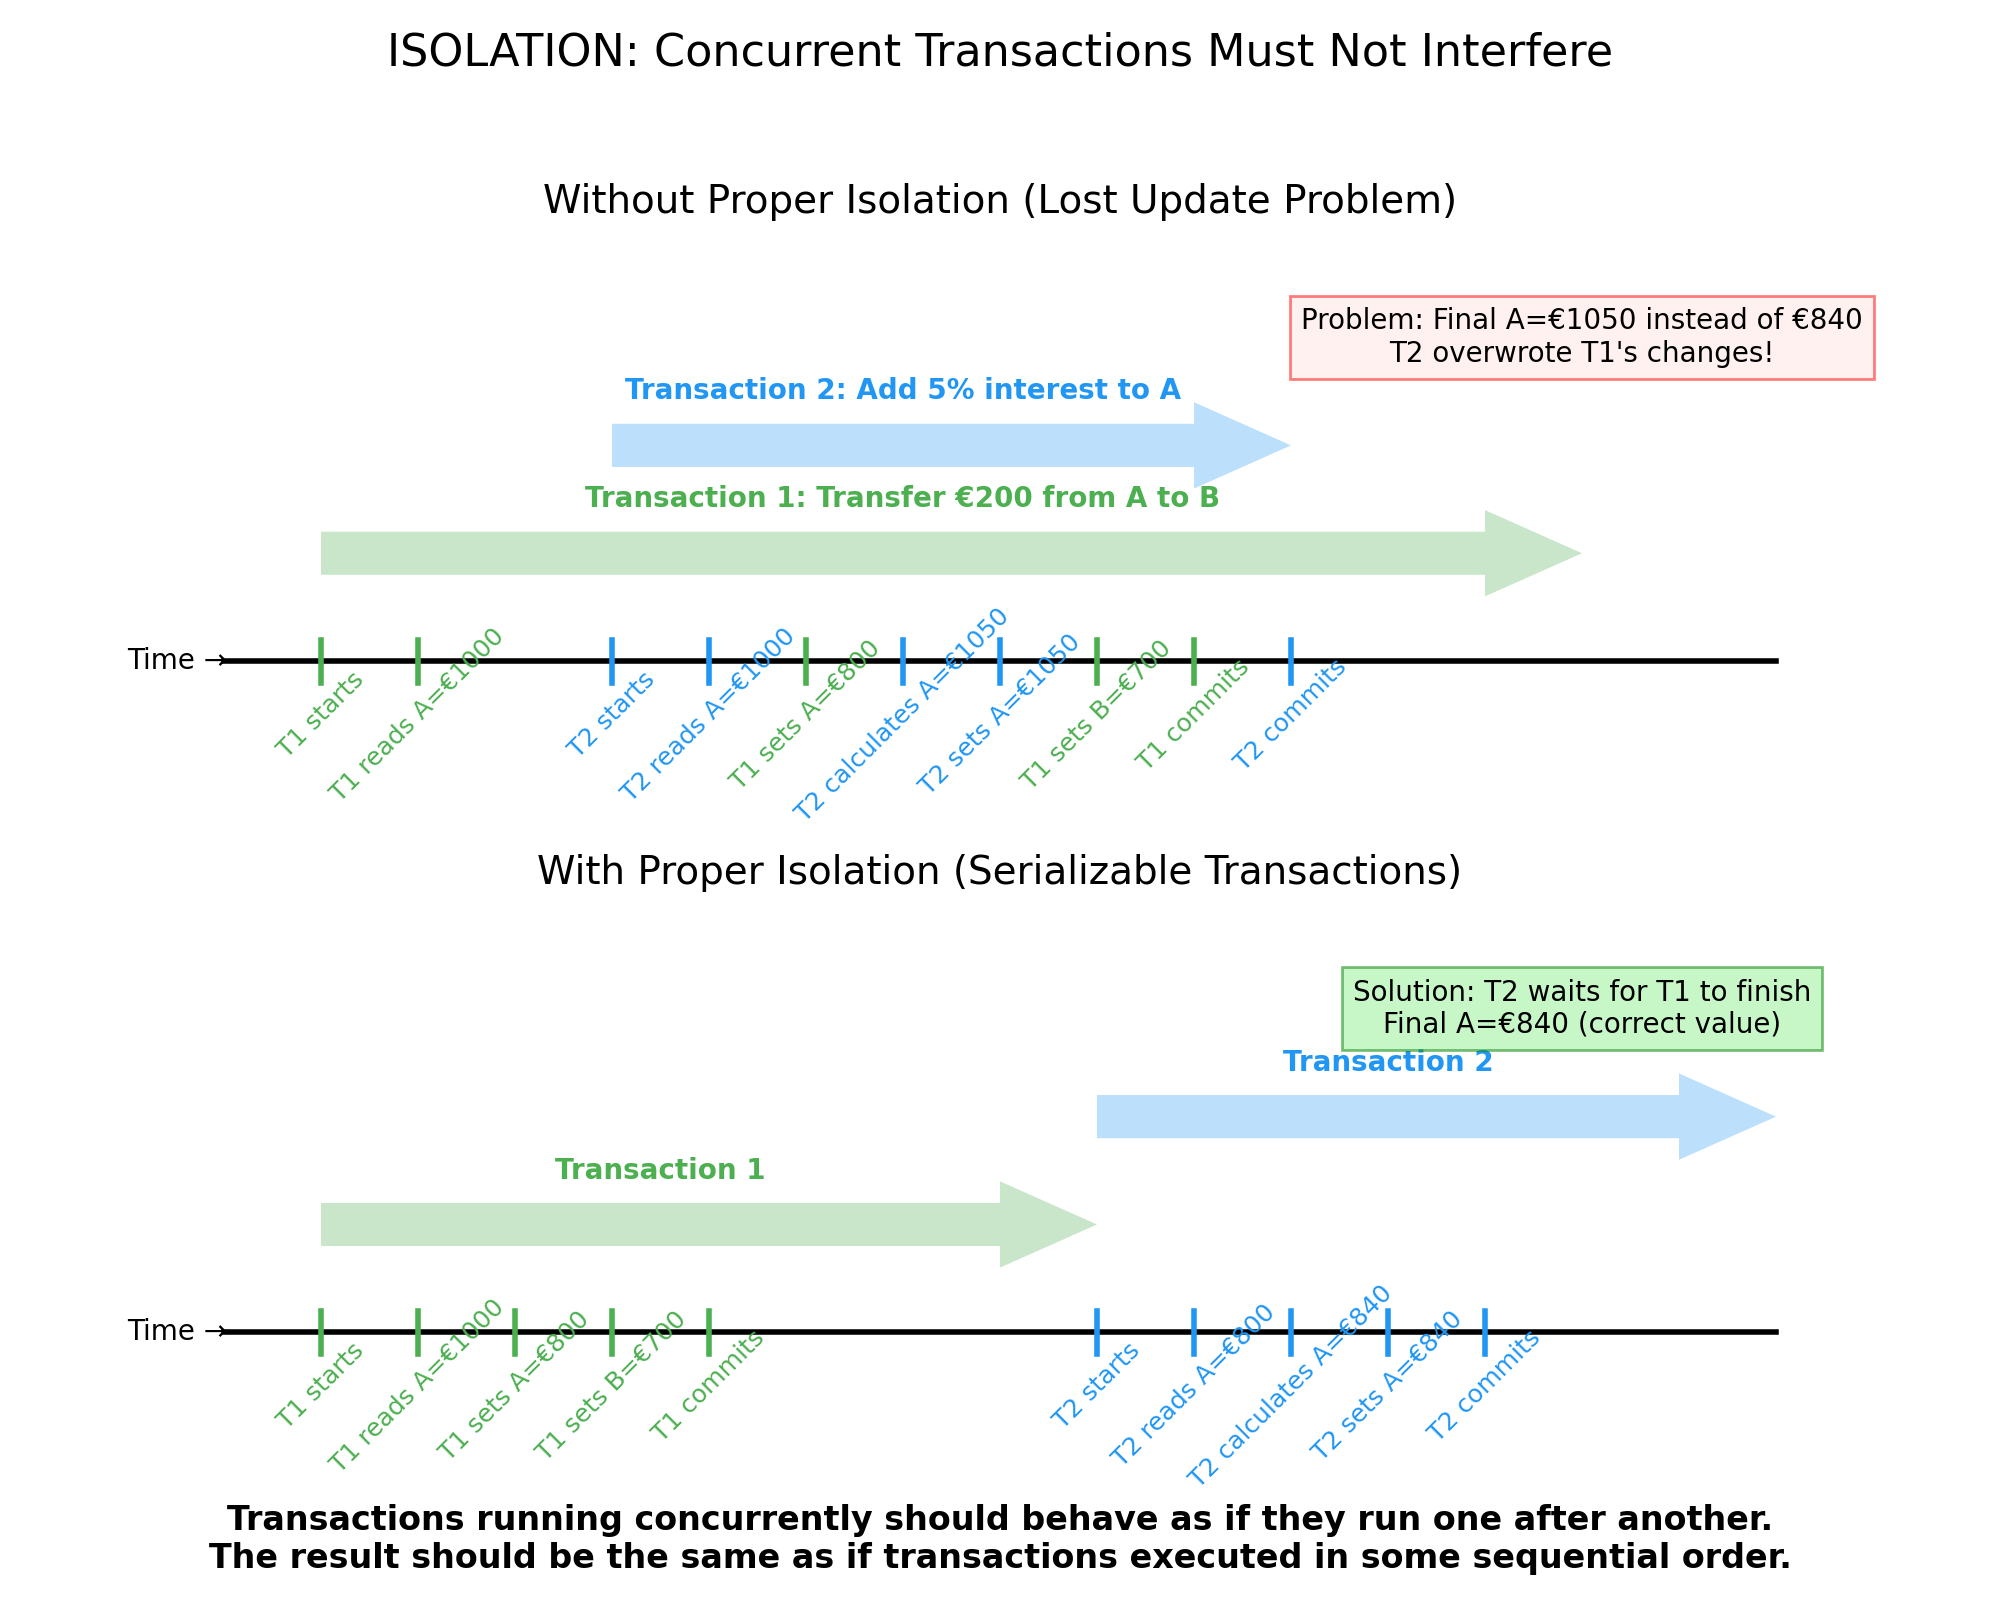 ISOLATION: Concurrent Transactions Must Not Interfere
Without Proper Isolation (Lost Update Problem)
Problem: Final A=€1050 instead of €840
T2 overwrote T1's changes!
Transaction 2: Add 5% interest to A
Transaction 1: Transfer €200 from A to B
Time →
T1 starts
T1 reads A=€1000
T2 starts
T2 reads A=€1000
T1 sets A=€800
T2 calculates A=€1050
T2 sets A=€1050
T1 sets B=€700
T1 commits
T2 commits
With Proper Isolation (Serializable Transactions)
Solution: T2 waits for T1 to finish
Final A=€840 (correct value)
Transaction 2
Transaction 1
Time →
T1 starts
T1 reads A=€1000
T1 sets A=€800
T1 sets B=€700
T1 commits
T2 starts
T2 reads A=€800
T2 calculates A=€840
T2 sets A=€840
T2 commits
Transactions running concurrently should behave as if they run one after another.
The result should be the same as if transactions executed in some sequential order.